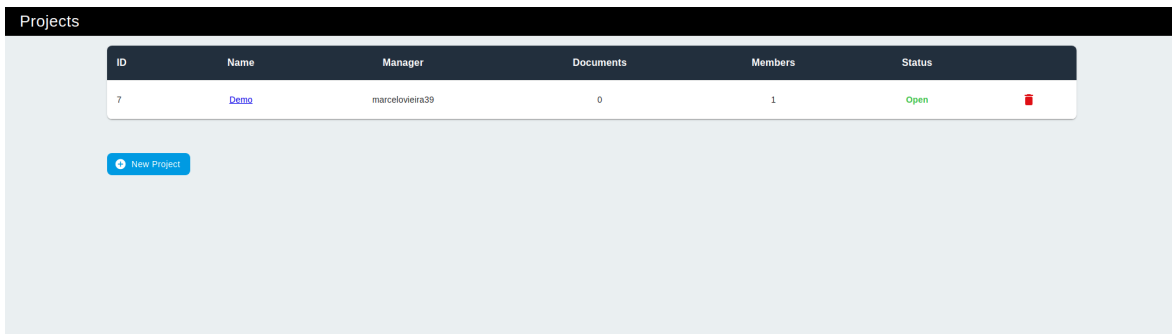 Projects
ID Name Manager Documents Members Status
7 Demo marcelovieira39 0 1 Open
New Project